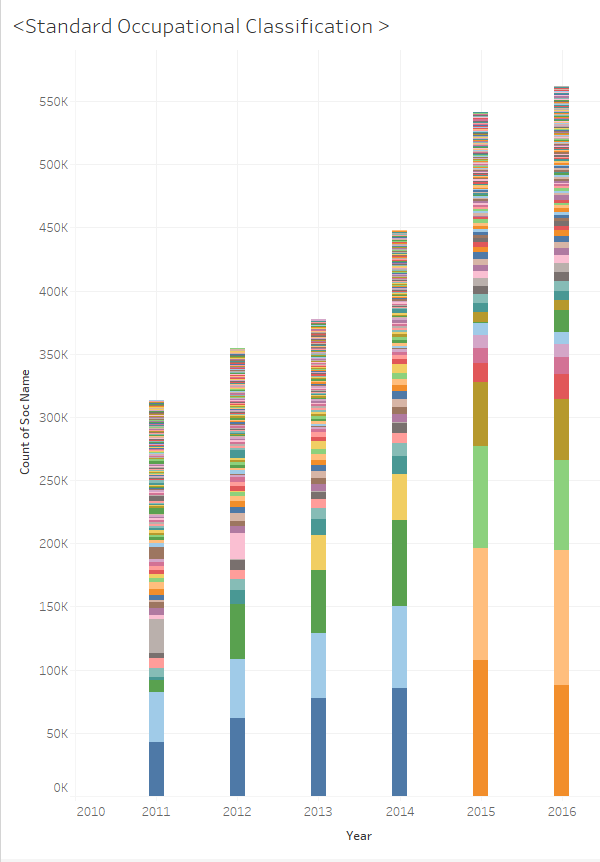 <Standard Occupational Classification >
550K
500K
450K
400K
350K
300K
250K
200K
150K
100K
50K
0K
Count of Soc Name
2010 2011 2012 2013 2014 2015 2016
Year